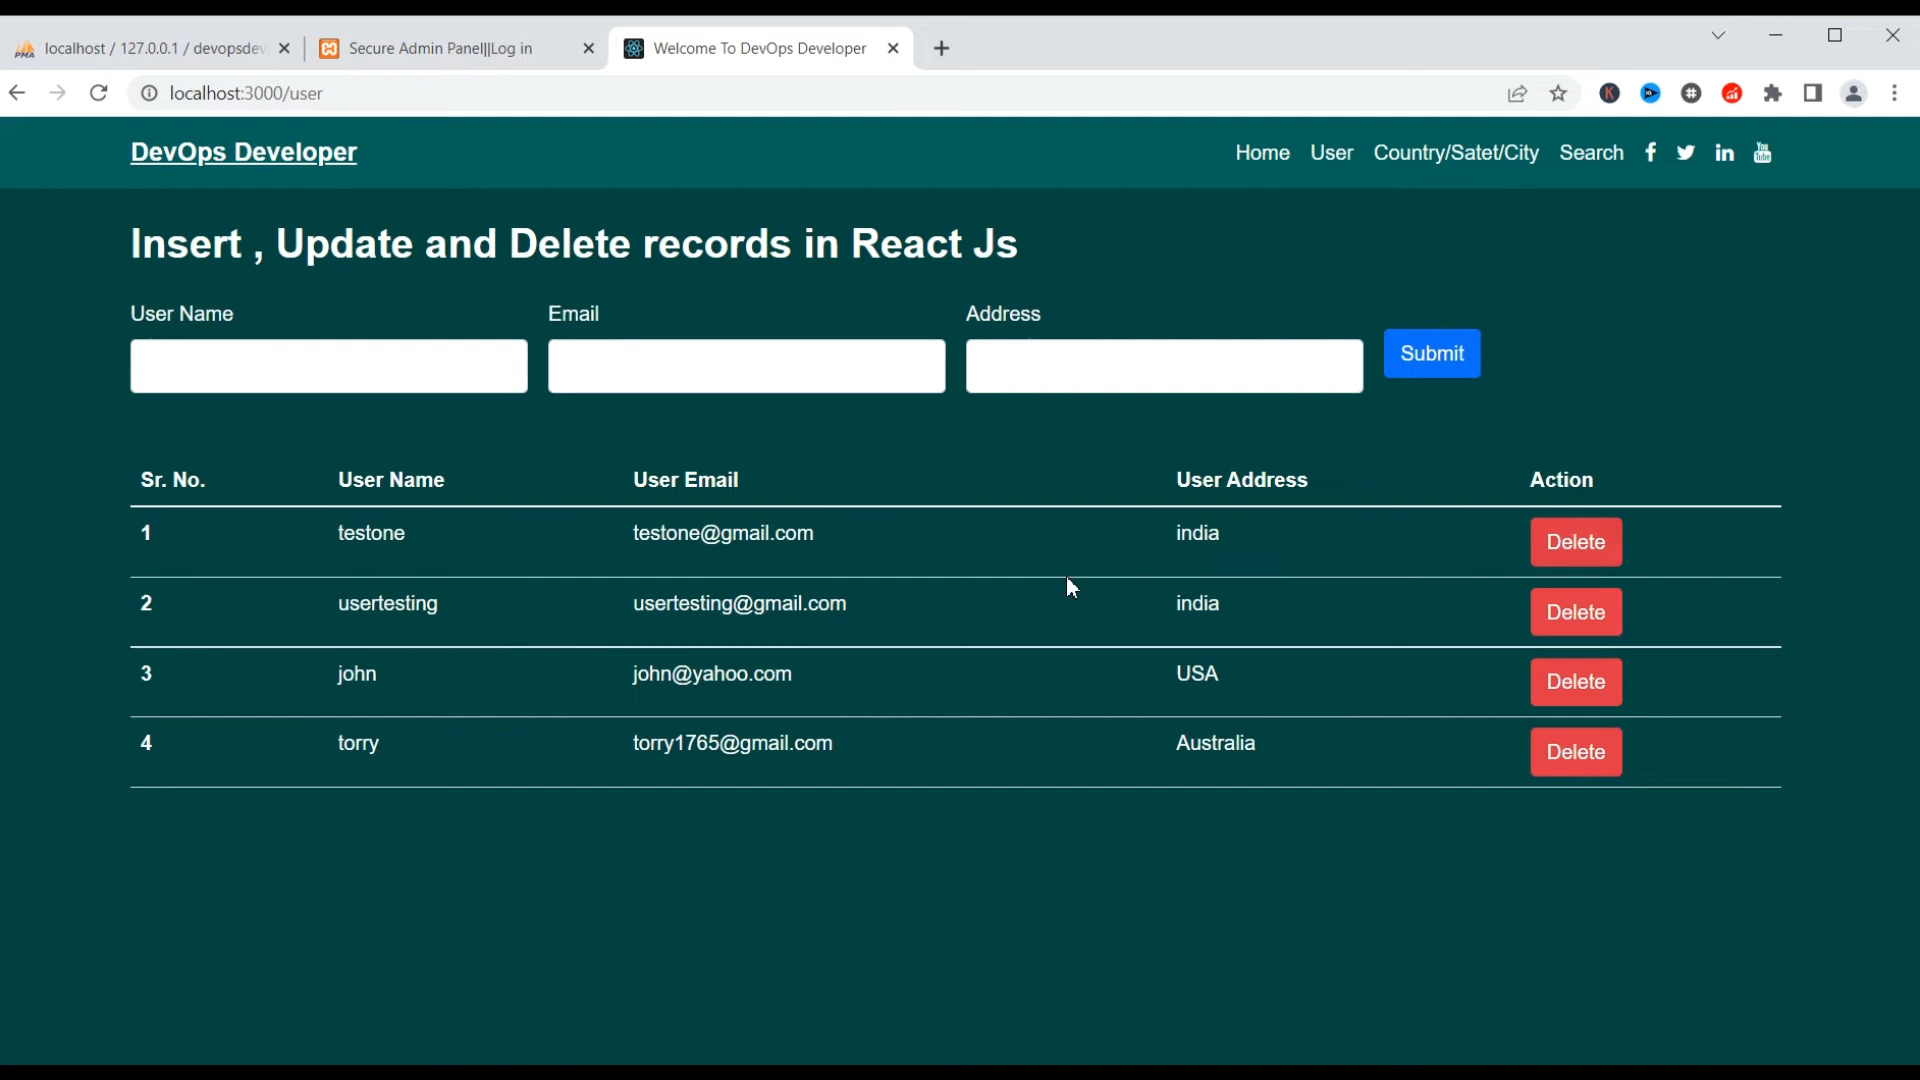 localhost / 127.0.0.1 / devopsdev
Secure Admin Panel||Log in
Welcome To DevOps Developer
localhost:3000/user
DevOps Developer
Home User Country/Satet/City Search
Insert , Update and Delete records in React Js
User Name Email Address
Submit
Sr. No. User Name User Email User Address Action
1 testone testone@gmail.com india Delete
2 usertesting usertesting@gmail.com india Delete
3 john john@yahoo.com USA Delete
4 torry torry1765@gmail.com Australia Delete